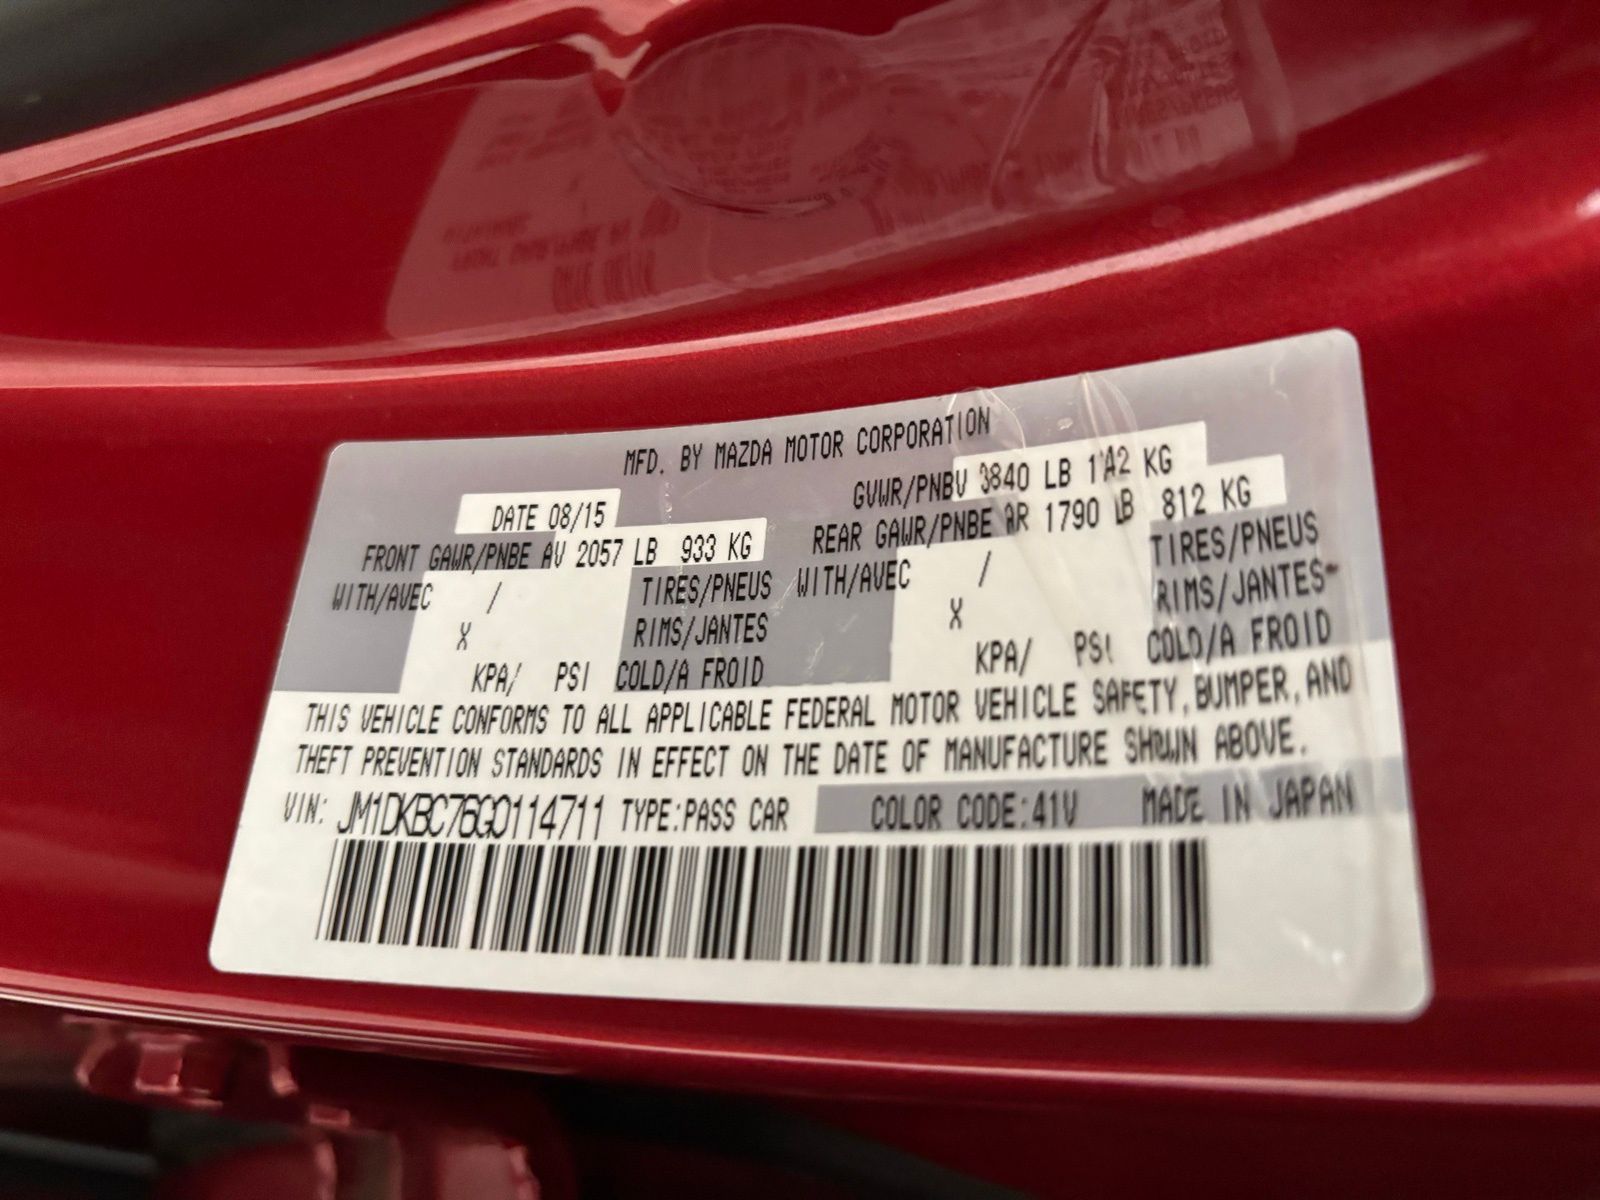 MFD. BY MAZDA MOTOR CORPORATION
DATE 08/15 GVWR/PNBV 3840 LB KG
FRONT GAWR/PNBE AV 2057 LB 933 KG REAR GAWR/PNBE AR 1790 LB 812 KG
WITH/AVEC / TIRES/PNEUS WITH/AVEC / TIRES/PNEUS
X RIMS/JANTES X RIMS/JANTES
KPA/ PSI COLD/A FROID KPA/ PSI COLD/A FROID
THIS VEHICLE CONFORMS TO ALL APPLICABLE FEDERAL MOTOR VEHICLE SAFETY, BUMPER, AND
THEFT PREVENTION STANDARDS IN EFFECT ON THE DATE OF MANUFACTURE SHOWN ABOVE.
VIN: JM1DKBC76G0114711 TYPE:PASS CAR COLOR CODE:41V MADE IN JAPAN